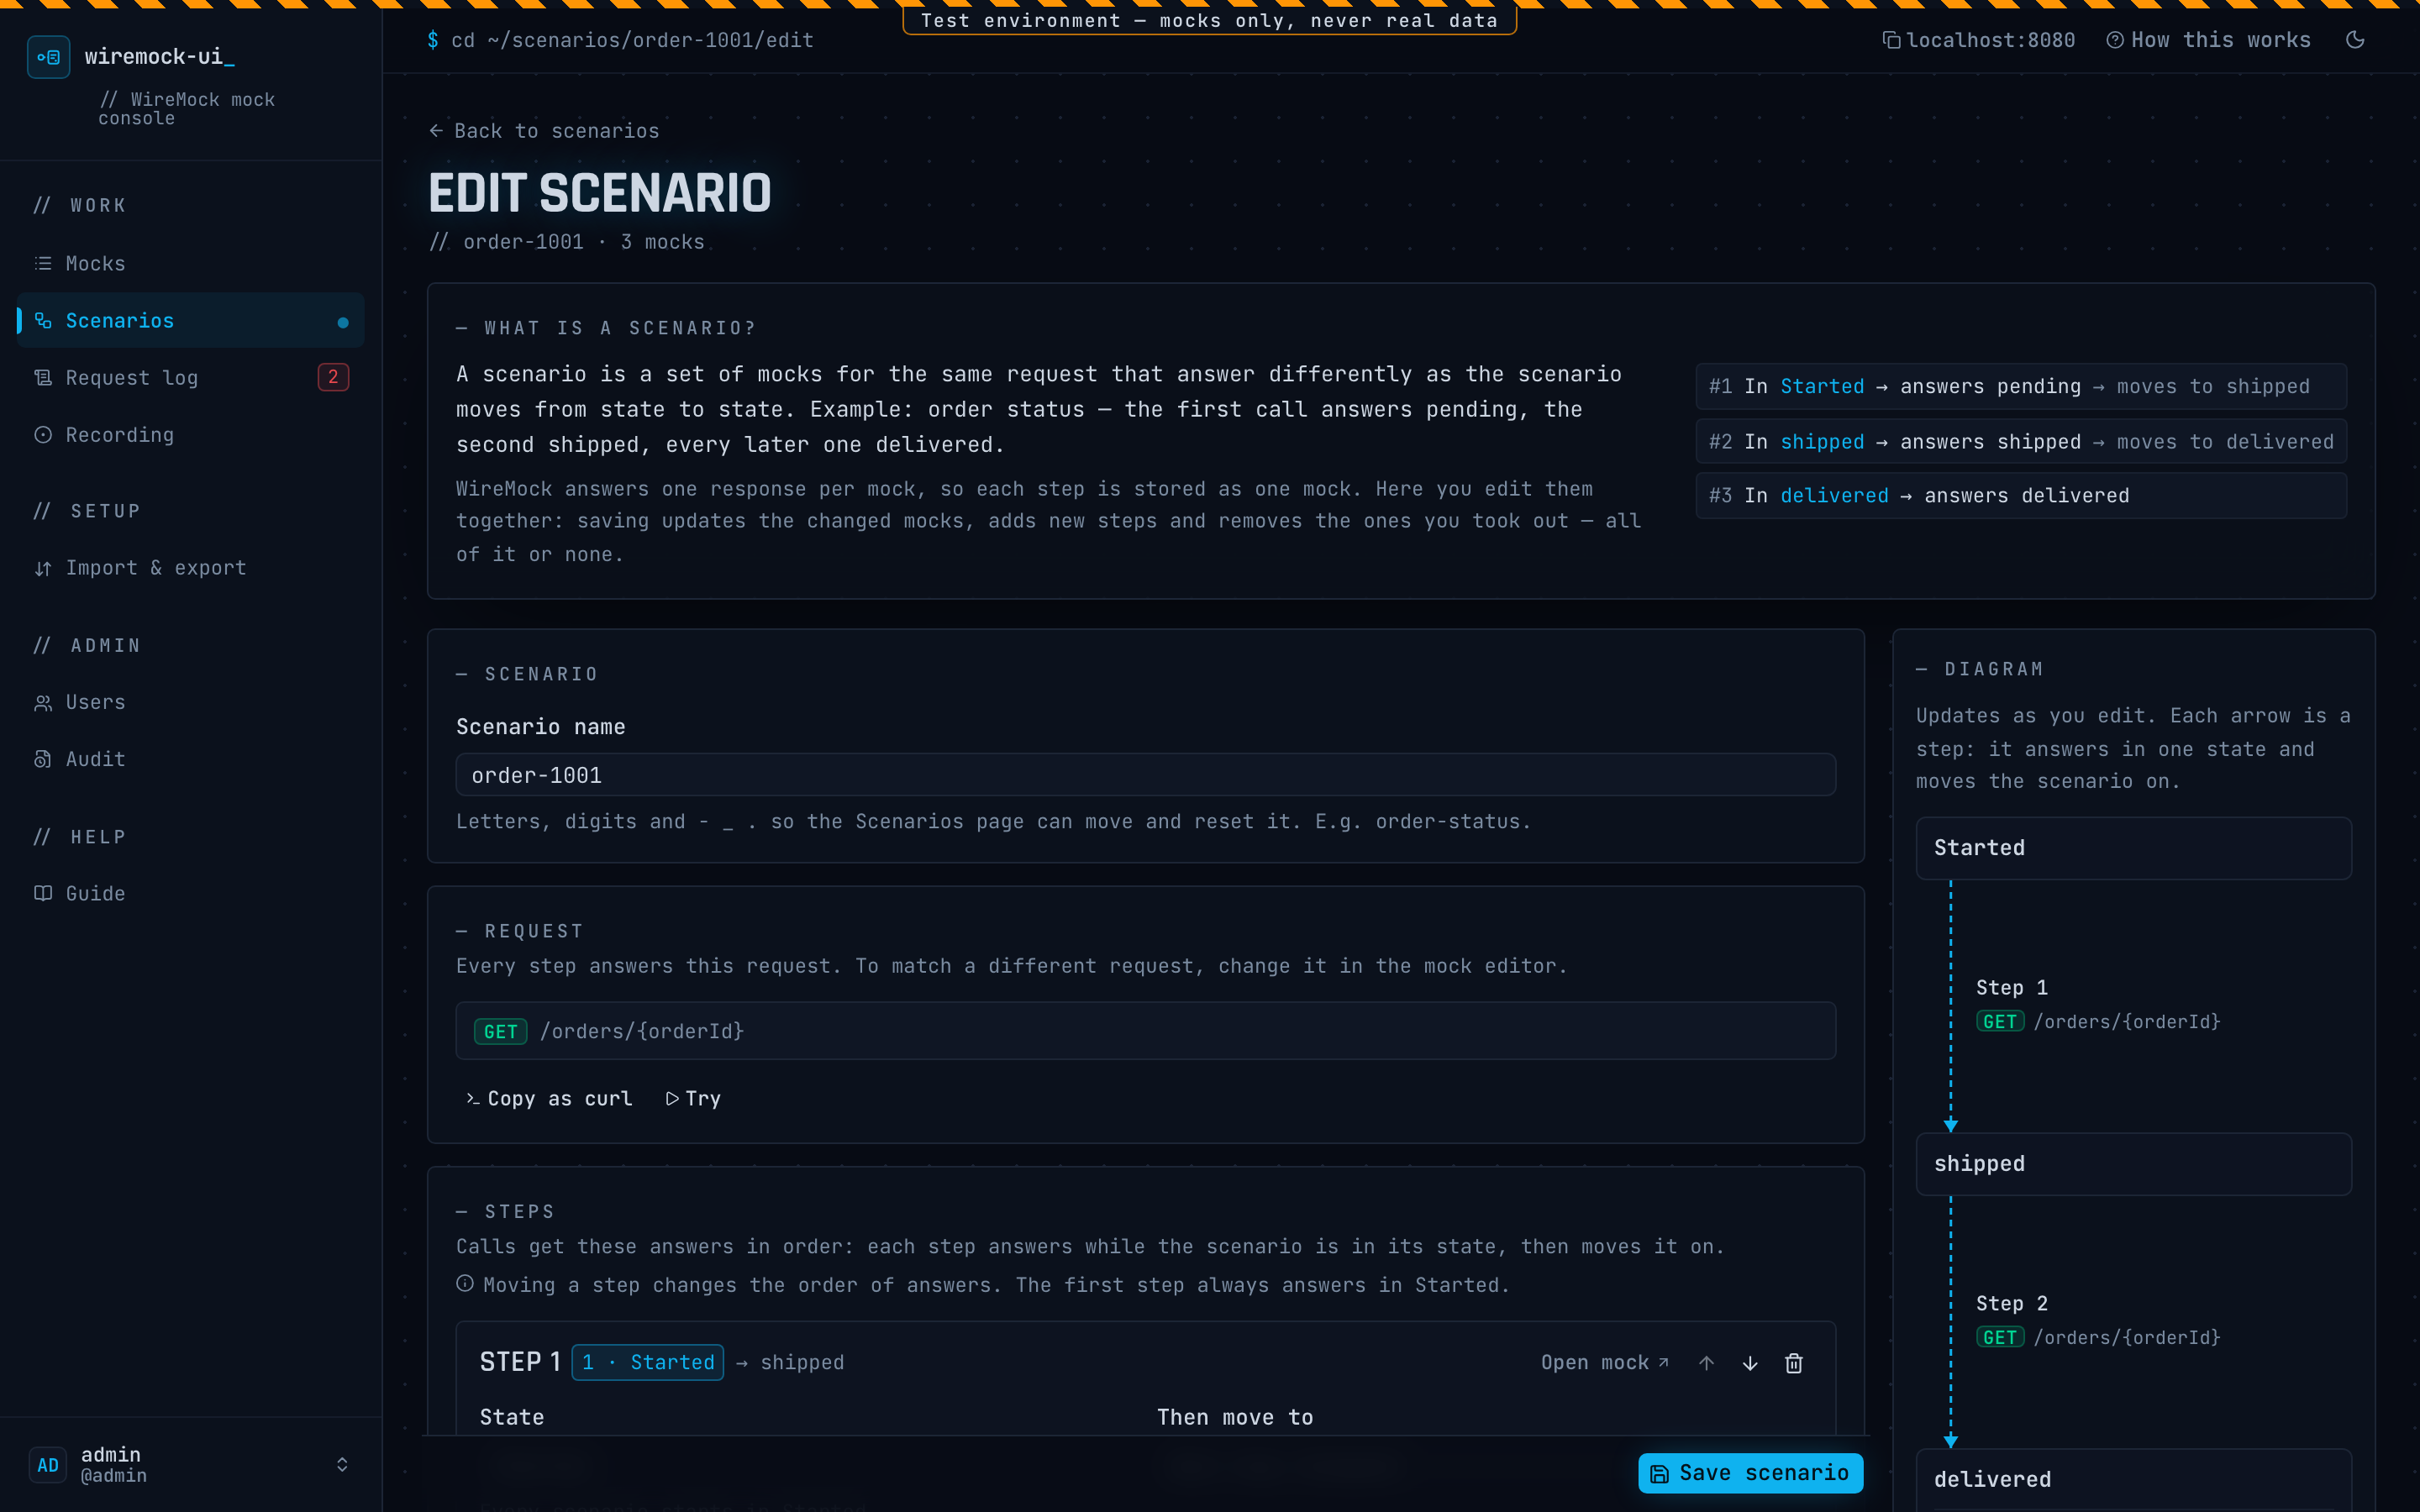 Test environment — mocks only, never real data
wiremock-ui_
// WireMock mock
console
$ cd ~/scenarios/order-1001/edit
localhost:8080
How this works
// WORK
Mocks
Scenarios
Request log 2
Recording
// SETUP
Import & export
// ADMIN
Users
Audit
// HELP
Guide
AD
admin
@admin
← Back to scenarios
EDIT SCENARIO
// order-1001 · 3 mocks
— WHAT IS A SCENARIO?
A scenario is a set of mocks for the same request that answer differently as the scenario
moves from state to state. Example: order status — the first call answers pending, the
second shipped, every later one delivered.
WireMock answers one response per mock, so each step is stored as one mock. Here you edit them
together: saving updates the changed mocks, adds new steps and removes the ones you took out — all
of it or none.
#1 In Started → answers pending → moves to shipped
#2 In shipped → answers shipped → moves to delivered
#3 In delivered → answers delivered
— SCENARIO
Scenario name
order-1001
Letters, digits and - _ . so the Scenarios page can move and reset it. E.g. order-status.
— REQUEST
Every step answers this request. To match a different request, change it in the mock editor.
GET /orders/{orderId}
Copy as curl
Try
— STEPS
Calls get these answers in order: each step answers while the scenario is in its state, then moves it on.
Moving a step changes the order of answers. The first step always answers in Started.
STEP 1 1 · Started → shipped
Open mock
State
Then move to
Every scenario starts in Started
Save scenario
— DIAGRAM
Updates as you edit. Each arrow is a
step: it answers in one state and
moves the scenario on.
Started
Step 1
GET /orders/{orderId}
shipped
Step 2
GET /orders/{orderId}
delivered